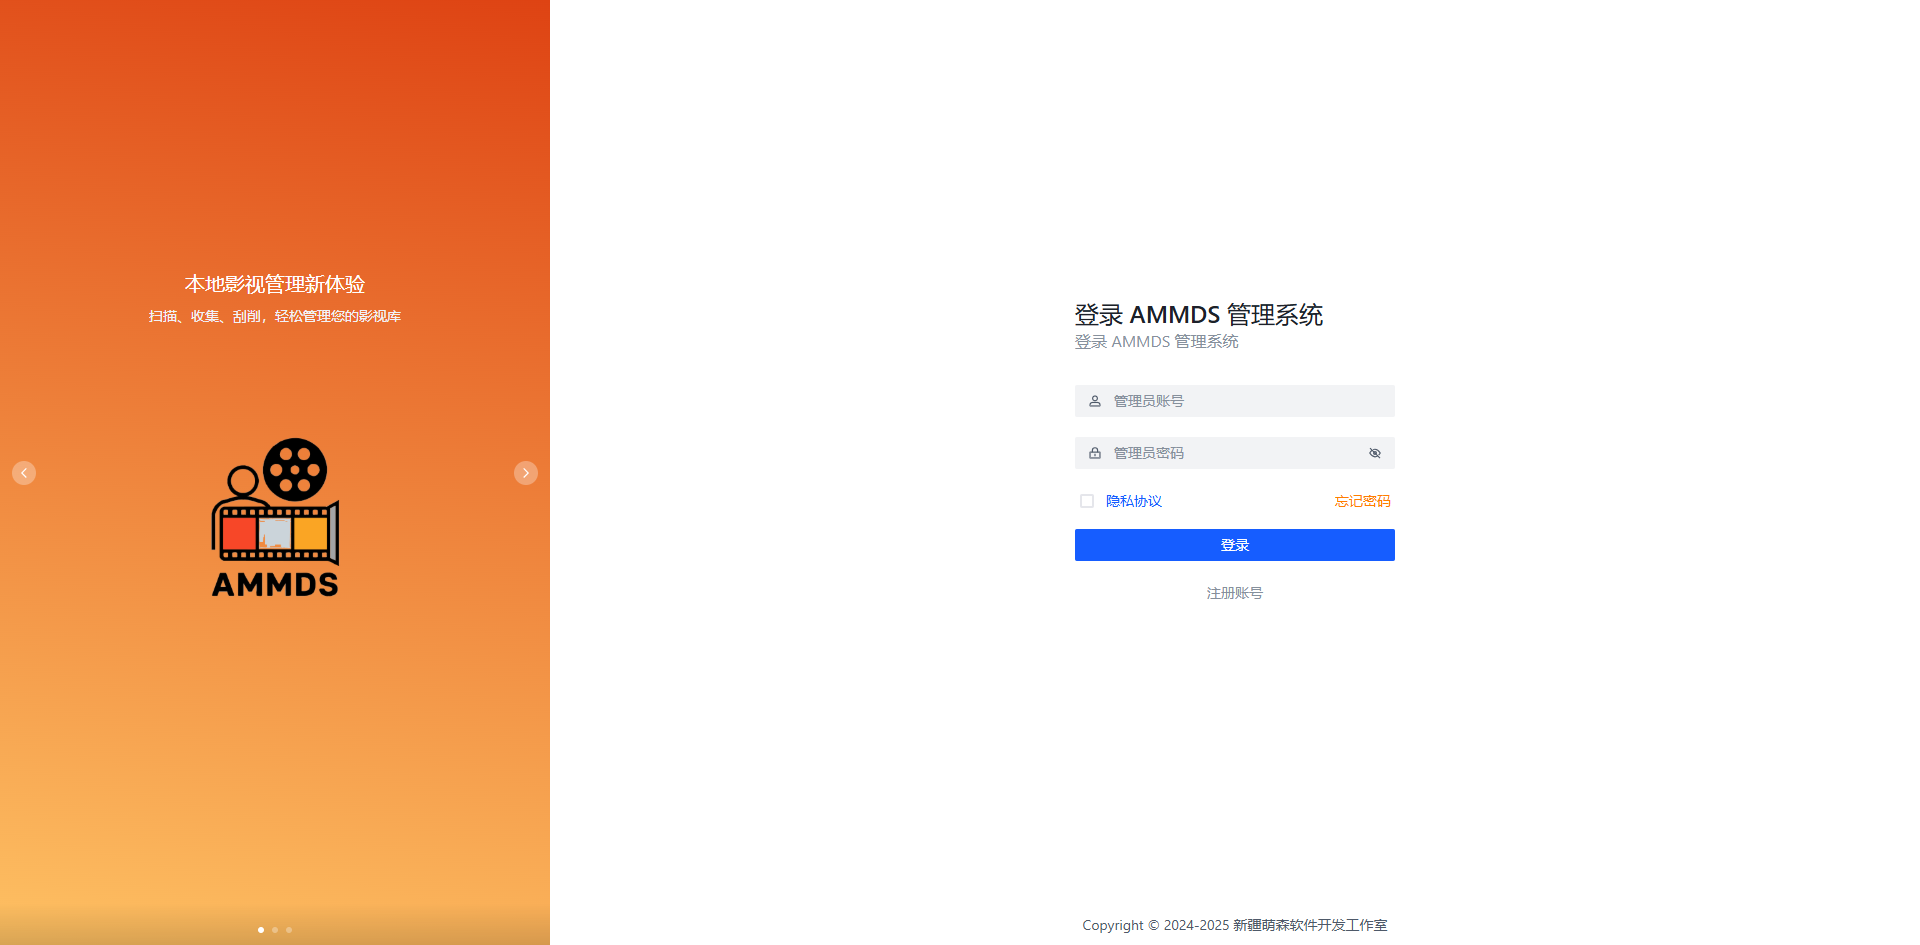 本地影视管理新体验
扫描、收集、刮削，轻松管理您的影视库
AMMDS
登录 AMMDS 管理系统
登录 AMMDS 管理系统
管理员账号
管理员密码
隐私协议
忘记密码
登录
注册账号
Copyright © 2024-2025 新疆萌森软件开发工作室